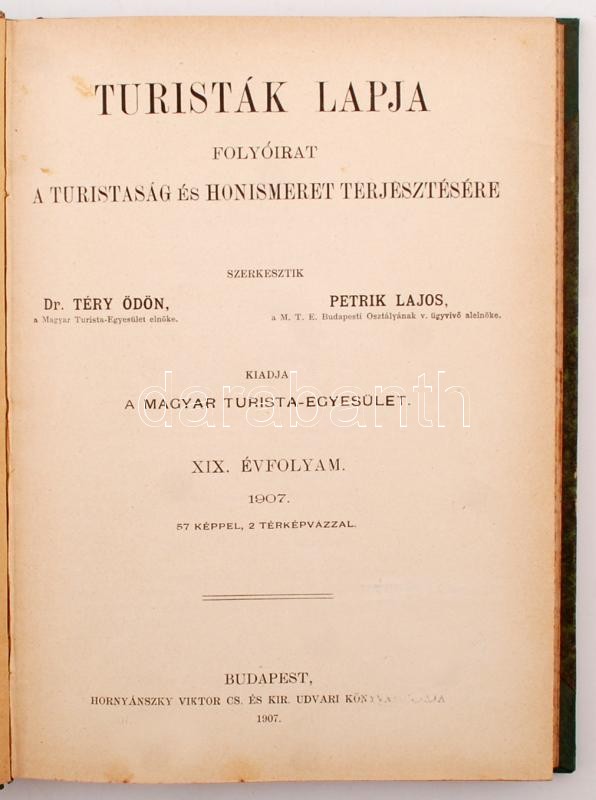 TURISTÁK LAPJA
FOLYÓIRAT
A TURISTASÁG ÉS HONISMERET TERJESZTÉSÉRE
SZERKESZTIK
Dr. TÉRY ÖDÖN,
a Magyar Turista-Egyesület elnöke.
PETRIK LAJOS,
a M. T. E. Budapesti Osztályának v. ügyvivő alelnöke.
KIADJA
darabanth
A MAGYAR TURISTA-EGYESÜLET.
XIX. ÉVFOLYAM.
1907.
57 KÉPPEL, 2 TÉRKÉPVÁZZAL.
BUDAPEST,
HORNYÁNSZKY VIKTOR CS. ÉS KIR. UDVARI
1907.